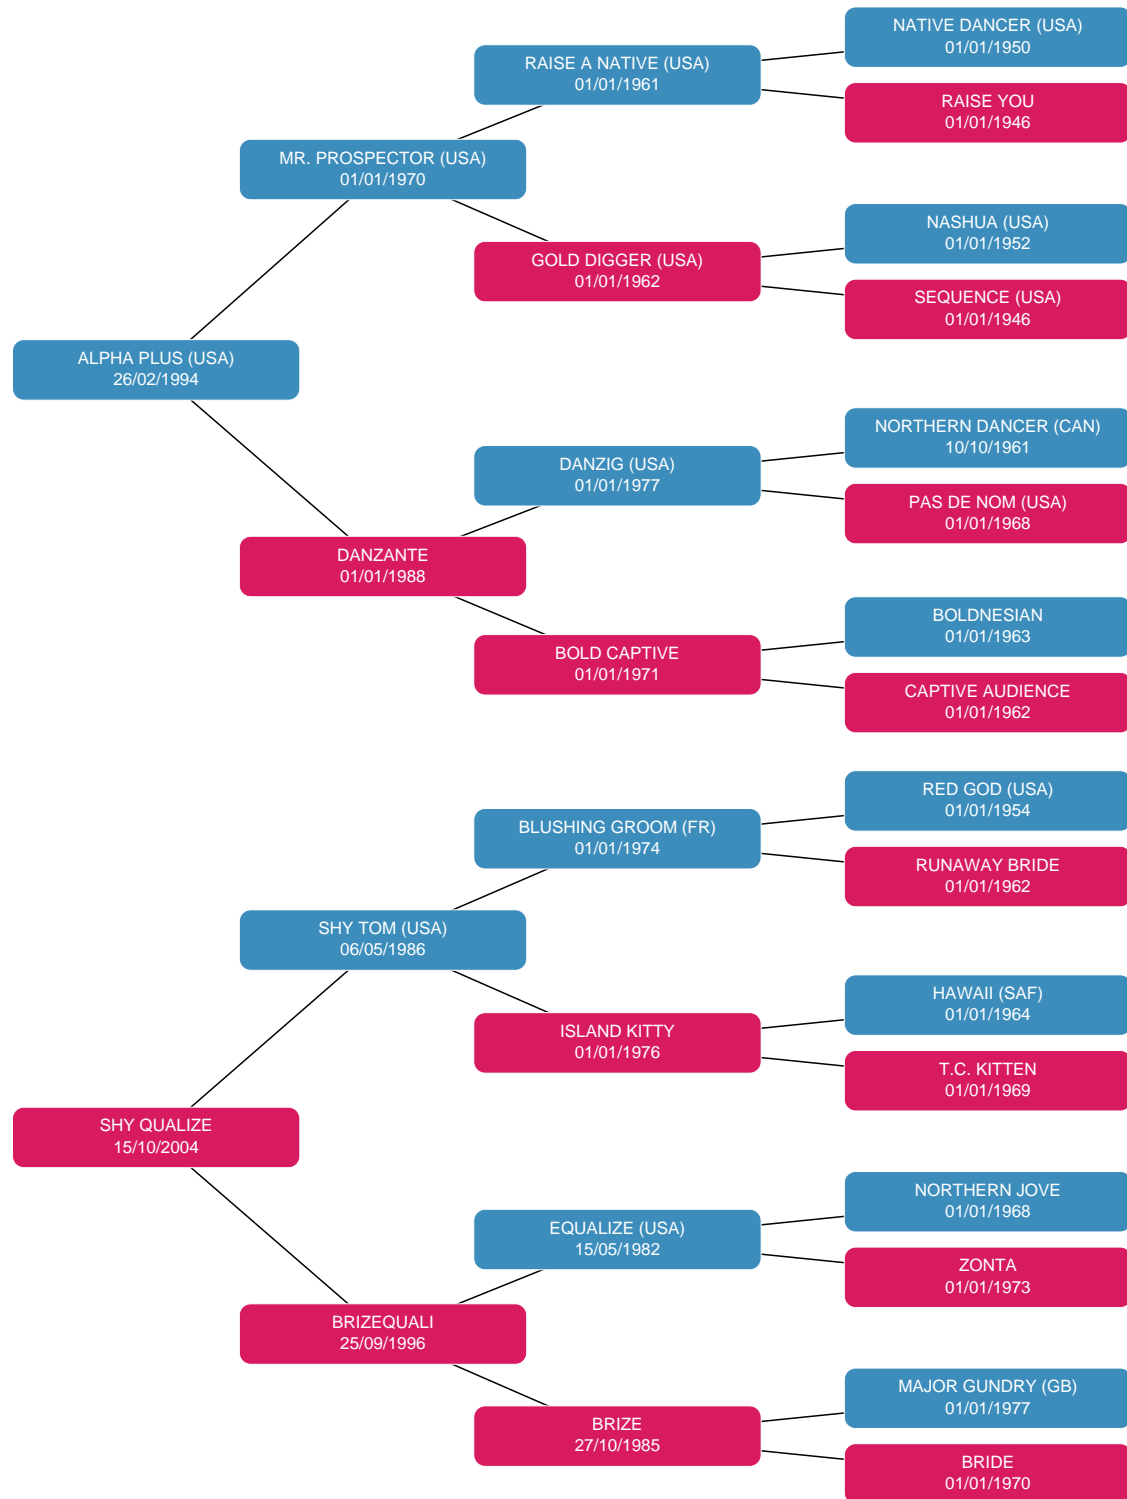 NATIVE DANCER (USA)
01/01/1950
RAISE A NATIVE (USA)
01/01/1961
RAISE YOU
01/01/1946
MR. PROSPECTOR (USA)
01/01/1970
NASHUA (USA)
01/01/1952
GOLD DIGGER (USA)
01/01/1962
SEQUENCE (USA)
01/01/1946
ALPHA PLUS (USA)
26/02/1994
NORTHERN DANCER (CAN)
10/10/1961
DANZIG (USA)
01/01/1977
PAS DE NOM (USA)
01/01/1968
DANZANTE
01/01/1988
BOLDNESIAN
01/01/1963
BOLD CAPTIVE
01/01/1971
CAPTIVE AUDIENCE
01/01/1962
RED GOD (USA)
01/01/1954
BLUSHING GROOM (FR)
01/01/1974
RUNAWAY BRIDE
01/01/1962
SHY TOM (USA)
06/05/1986
HAWAII (SAF)
01/01/1964
ISLAND KITTY
01/01/1976
T.C. KITTEN
01/01/1969
SHY QUALIZE
15/10/2004
NORTHERN JOVE
01/01/1968
EQUALIZE (USA)
15/05/1982
ZONTA
01/01/1973
BRIZEQUALI
25/09/1996
MAJOR GUNDRY (GB)
01/01/1977
BRIZE
27/10/1985
BRIDE
01/01/1970